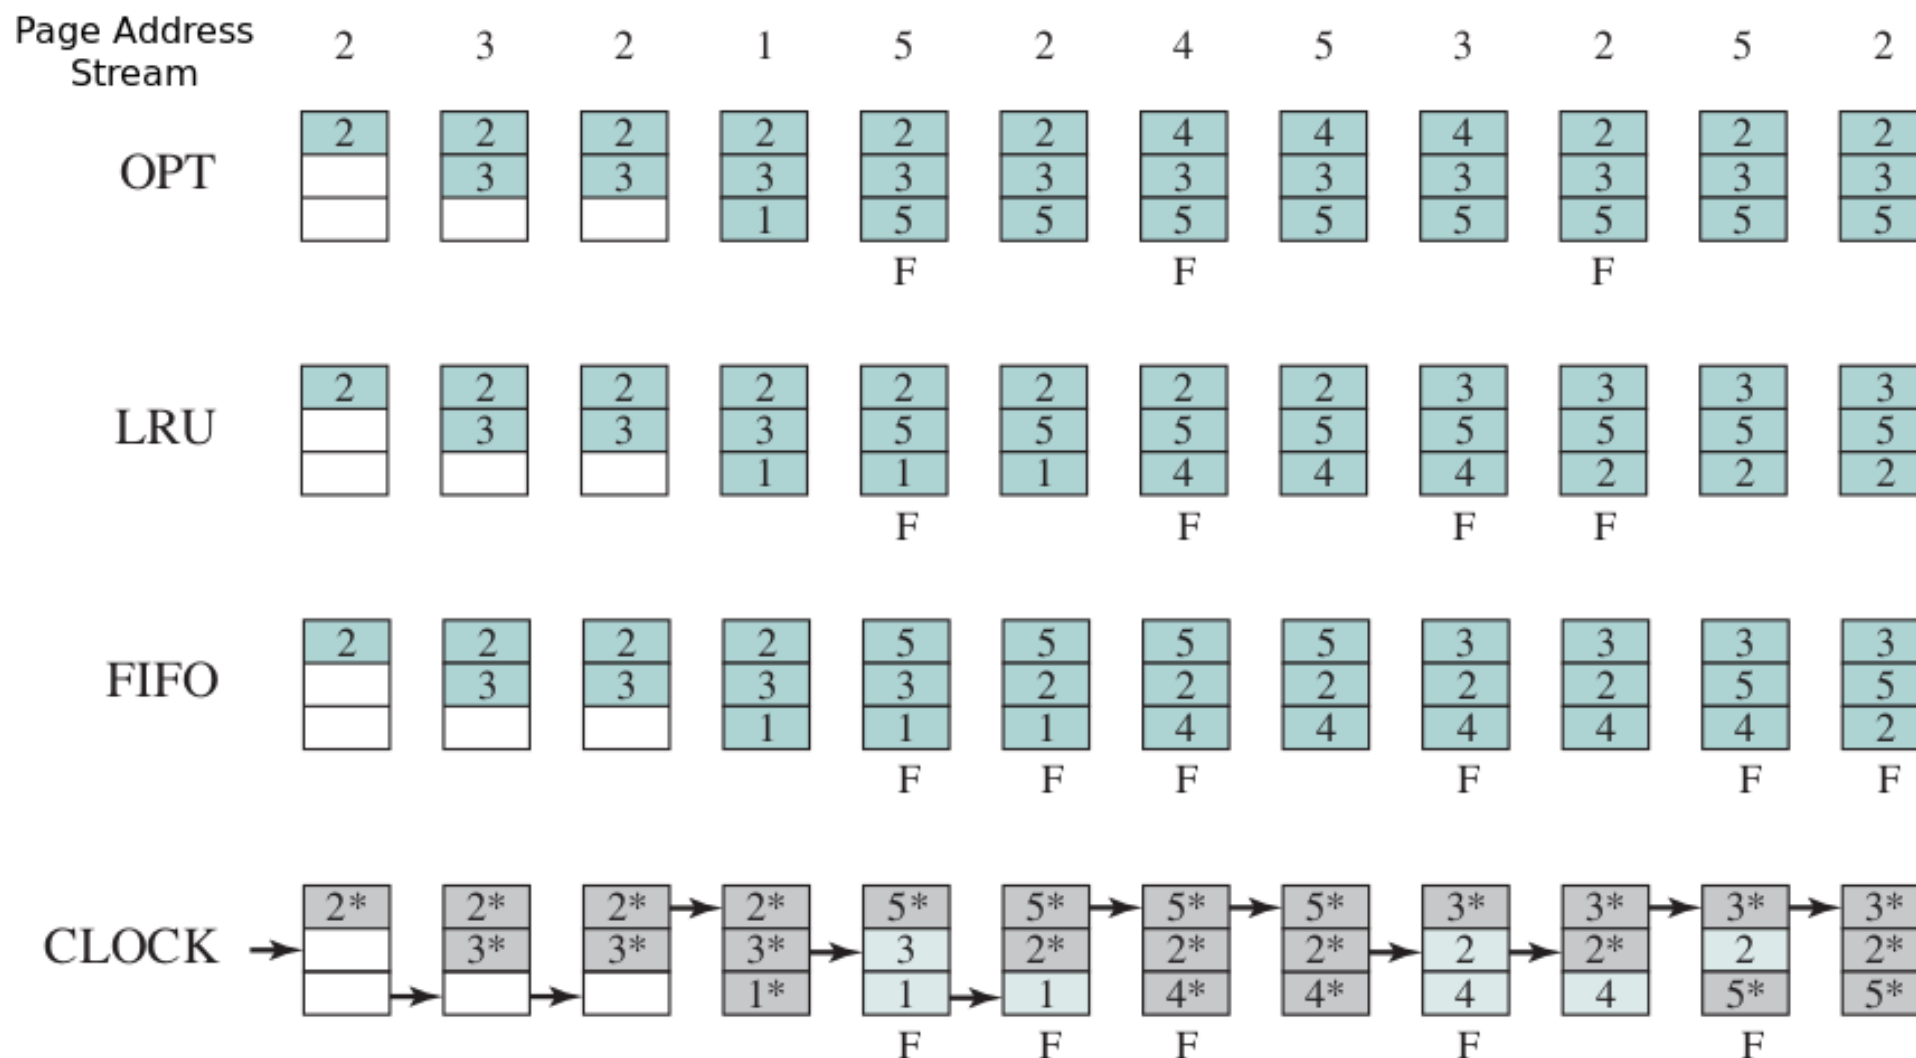 Page Address
Stream
2 3 2 1 5 2 4 5 3 2 5 2
OPT
2 2 2 2 2 2 4 4 4 2 2 2
3 3 3 3 3 3 3 3 3 3 3
1 5 5 5 5 5 5 5 5
F F F
LRU
2 2 2 2 2 2 2 2 3 3 3 3
3 3 3 5 5 5 5 5 5 5 5
1 1 1 4 4 4 2 2 2
F F F F
FIFO
2 2 2 2 5 5 5 5 3 3 3 3
3 3 3 3 2 2 2 2 2 5 5
1 1 1 4 4 4 4 4 2
F F F F F F
CLOCK
2* 2* 2* 2* 5* 5* 5* 5* 3* 3* 3* 3*
3* 3* 3* 3 2* 2* 2* 2 2* 2 2*
1* 1 1 4* 4* 4 4 5* 5*
F F F F F